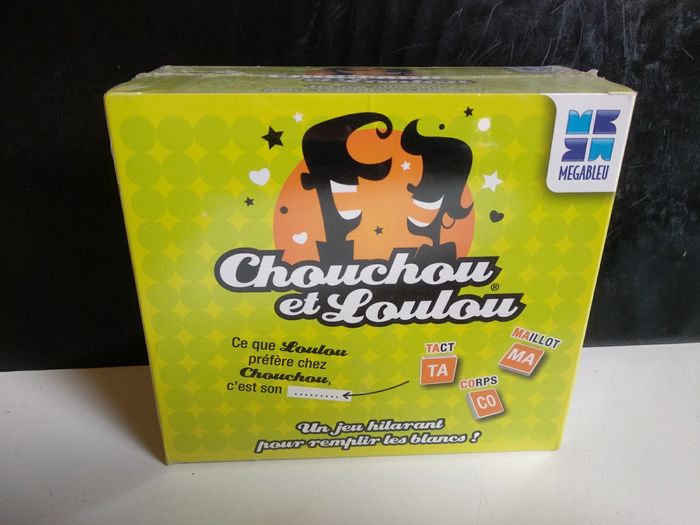 MEGABLEU
Chouchou
et Loulou®
Ce que Loulou
préfère chez
Chouchou,
c'est son ..........
TACT
TA
MAILLOT
MA
CORPS
CO
Un jeu hilarant
pour remplir les blancs !